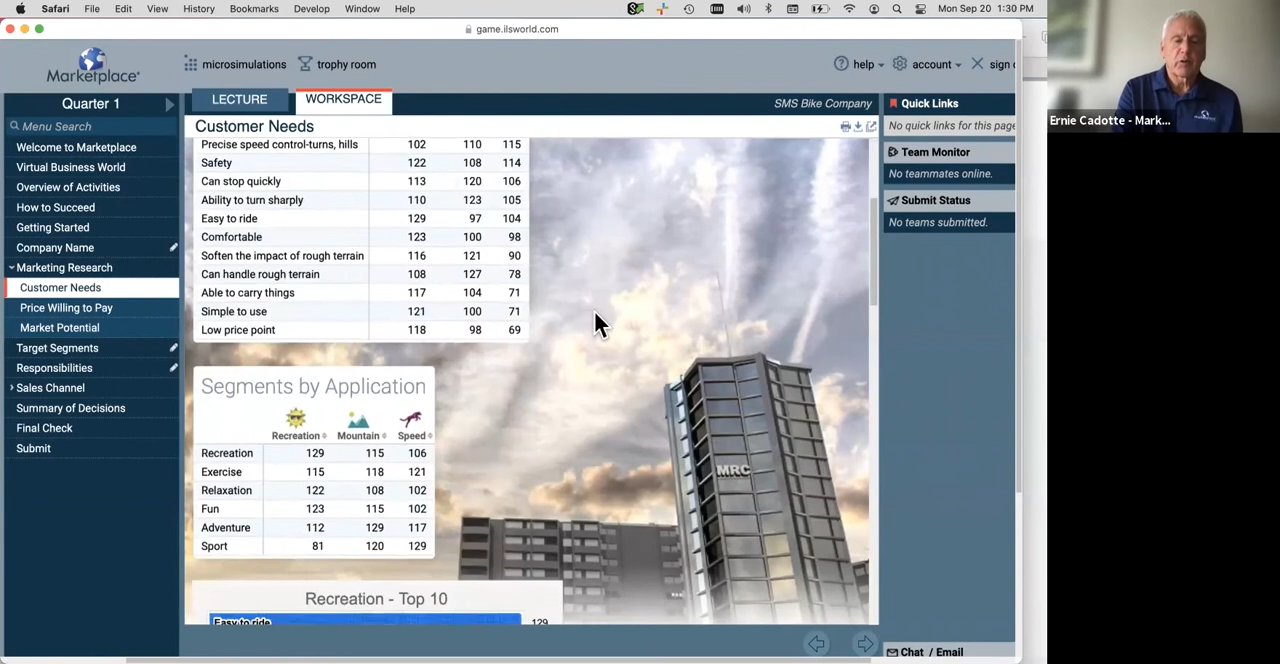 Safari File Edit View History Bookmarks Develop Window Help Mon Sep 20 1:30 PM
game.ilsworld.com
Marketplace
microsimulations trophy room help account sign
Quarter 1
Menu Search
Welcome to Marketplace
Virtual Business World
Overview of Activities
How to Succeed
Getting Started
Company Name
Marketing Research
Customer Needs
Price Willing to Pay
Market Potential
Target Segments
Responsibilities
Sales Channel
Summary of Decisions
Final Check
Submit
LECTURE WORKSPACE SMS Bike Company
Customer Needs
Precise speed control-turns, hills 102 110 115
Safety 122 108 114
Can stop quickly 113 120 106
Ability to turn sharply 110 123 105
Easy to ride 129 97 104
Comfortable 123 100 98
Soften the impact of rough terrain 116 121 90
Can handle rough terrain 108 127 78
Able to carry things 117 104 71
Simple to use 121 100 71
Low price point 118 98 69
Segments by Application
Recreation Mountain Speed
Recreation 129 115 106
Exercise 115 118 121
Relaxation 122 108 102
Fun 123 115 102
Adventure 112 129 117
Sport 81 120 129
MRC
Recreation - Top 10
Easy to ride 129
Quick Links
No quick links for this page
Team Monitor
No teammates online.
Submit Status
No teams submitted.
Chat / Email
Ernie Cadotte - Mark...